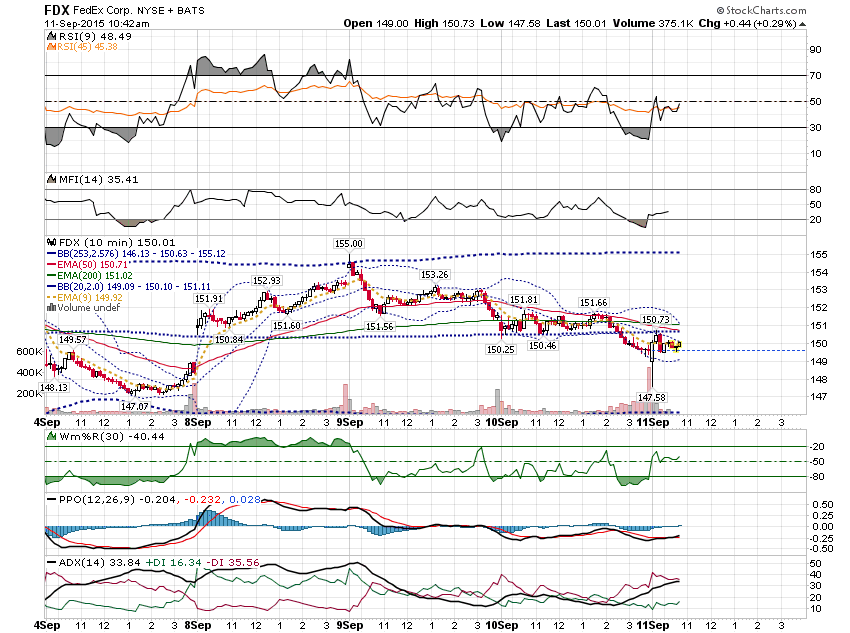 FDX FedEx Corp. NYSE + BATS
© StockCharts.com
11-Sep-2015 10:42am
Open 149.00 High 150.73 Low 147.58 Last 150.01 Volume 375.1K Chg +0.44 (+0.29%)
RSI(9) 48.49
RSI(45) 45.38
90
70
50
30
10
MFI(14) 35.41
80
50
20
FDX (10 min) 150.01
BB(253,2.576) 146.13 - 150.63 - 155.12
EMA(50) 150.71
EMA(200) 151.02
BB(20,2.0) 149.09 - 150.10 - 151.11
EMA(9) 149.92
Volume undef
155
154
153
152
151
150
149
148
147
600K
400K
200K
149.57
148.13
147.07
151.91
150.84
152.93
151.60
155.00
151.56
153.26
150.25
151.81
150.46
151.66
150.73
147.58
4Sep 11 12 1 2 3 8Sep 11 12 1 2 3 9Sep 11 12 1 2 3 10Sep 11 12 1 2 3 11Sep 11 12 1 2 3
Wm%R(30) -40.44
-20
-50
-80
PPO(12,26,9) -0.204, -0.232, 0.028
0.50
0.25
0.00
-0.25
-0.50
ADX(14) 33.84 +DI 16.34 -DI 35.56
50
40
30
20
10
4Sep 11 12 1 2 3 8Sep 11 12 1 2 3 9Sep 11 12 1 2 3 10Sep 11 12 1 2 3 11Sep 11 12 1 2 3